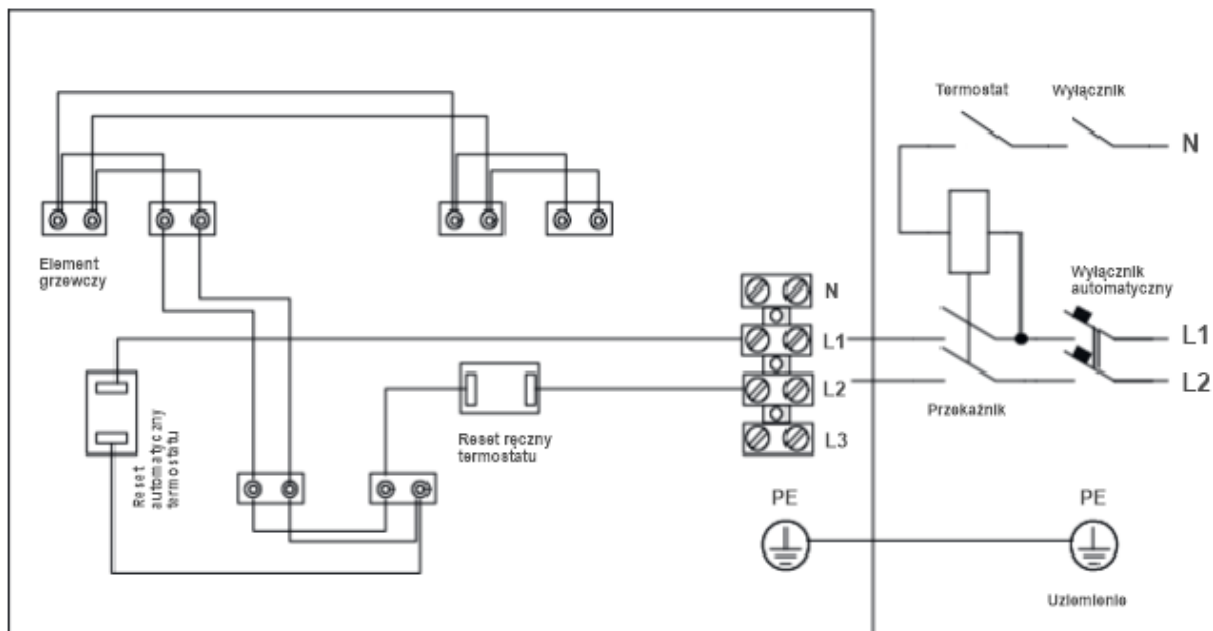 Termostat
Wyłącznik
N
Element
grzewczy
N
Wyłącznik
automatyczny
L1
L1
L2
L2
Przekaźnik
Reset
automatyczny
termostatu
Reset ręczny
termostatu
L3
PE
PE
Uziemienie